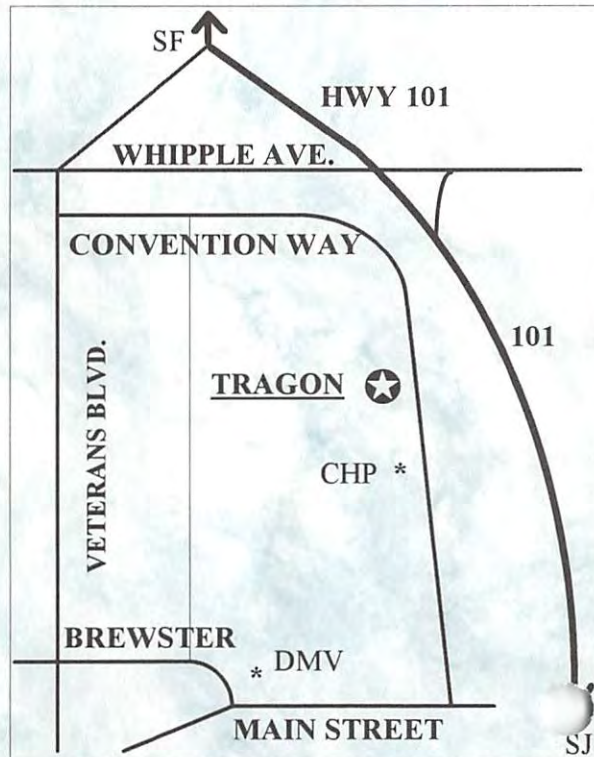 SF
HWY 101
WHIPPLE AVE.
CONVENTION WAY
101
VETERANS BLVD.
TRAGON
CHP *
BREWSTER
* DMV
MAIN STREET
SJ